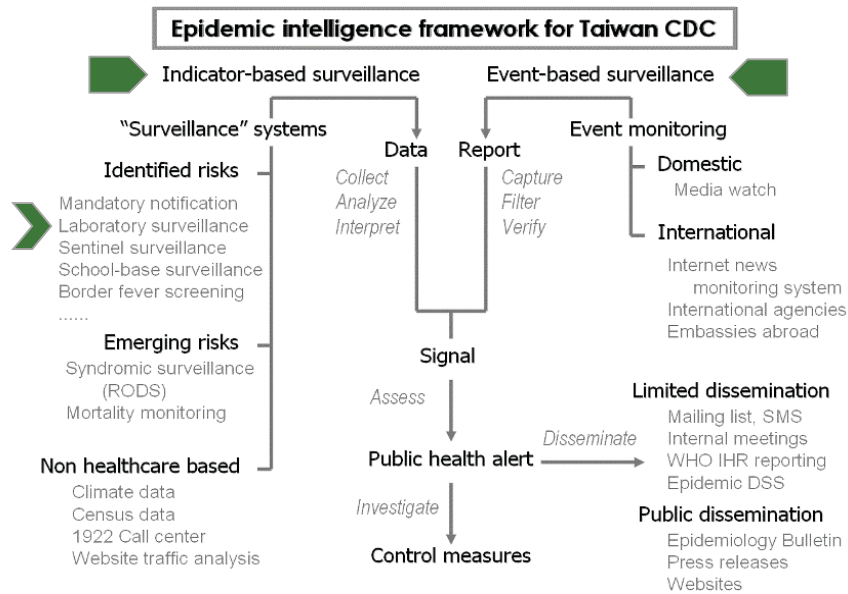 Epidemic intelligence framework for Taiwan CDC
Indicator-based surveillance
Event-based surveillance
“Surveillance” systems
Identified risks
Mandatory notification
Laboratory surveillance
Sentinel surveillance
School-base surveillance
Border fever screening
......
Emerging risks
Syndromic surveillance
(RODS)
Mortality monitoring
Non healthcare based
Climate data
Census data
1922 Call center
Website traffic analysis
Data
Collect
Analyze
Interpret
Report
Capture
Filter
Verify
Event monitoring
Domestic
Media watch
International
Internet news
monitoring system
International agencies
Embassies abroad
Signal
Assess
Public health alert
Disseminate
Investigate
Control measures
Limited dissemination
Mailing list, SMS
Internal meetings
WHO IHR reporting
Epidemic DSS
Public dissemination
Epidemiology Bulletin
Press releases
Websites